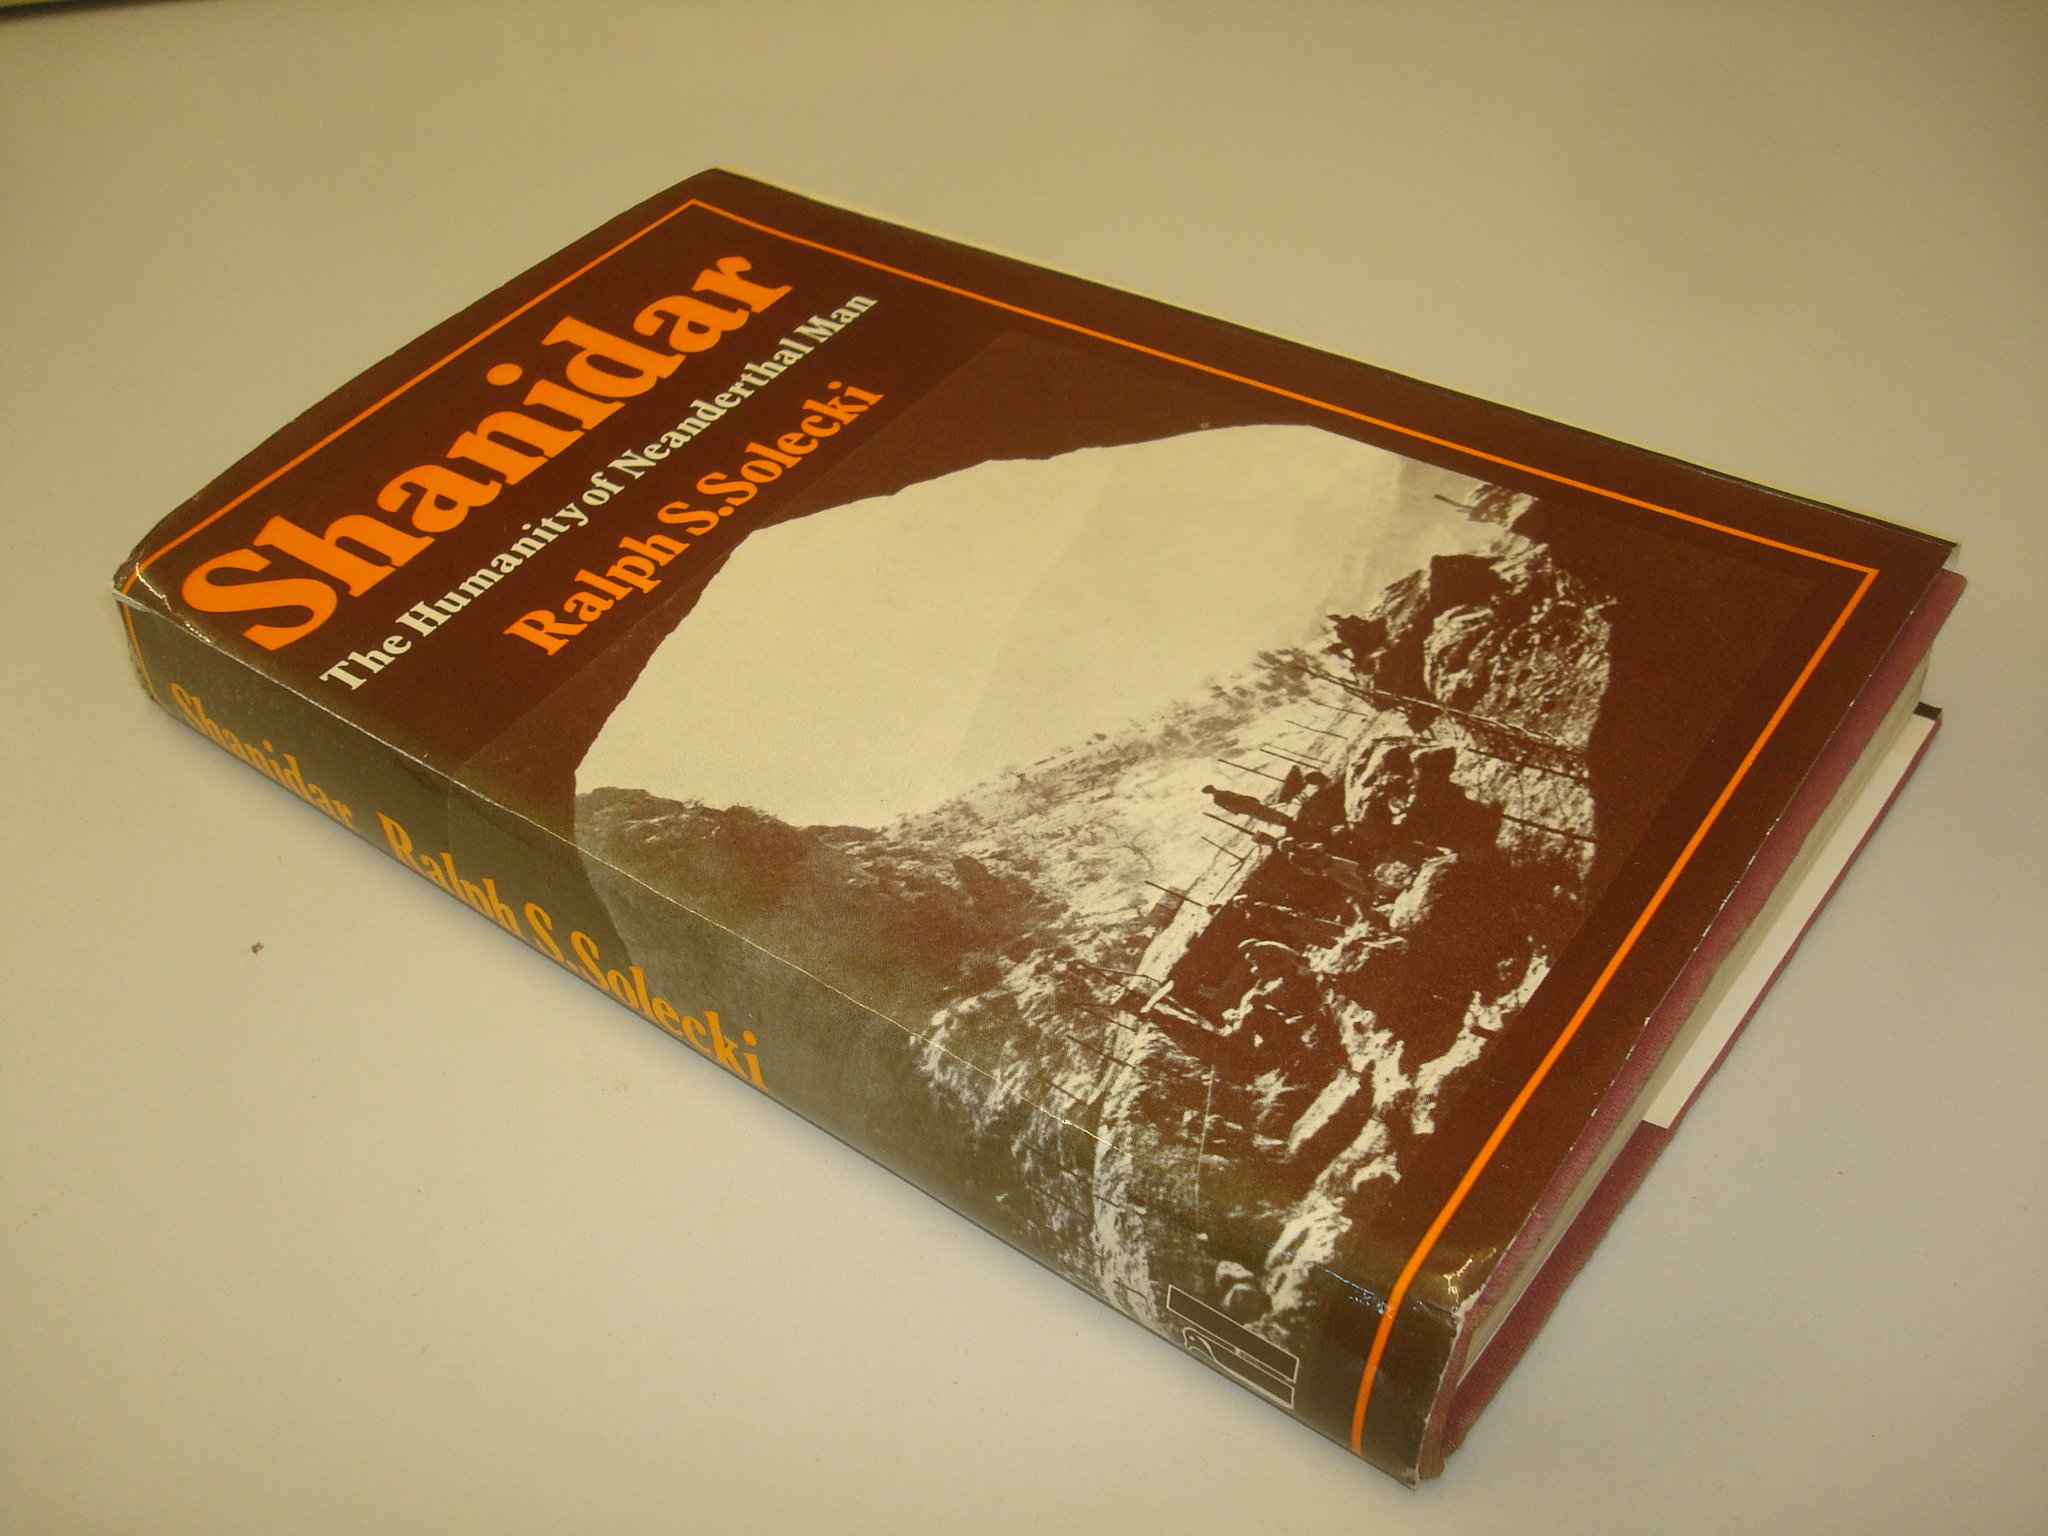 Shanidar
The Humanity of Neanderthal Man
Ralph S. Solecki
Shanidar Ralph S. Solecki